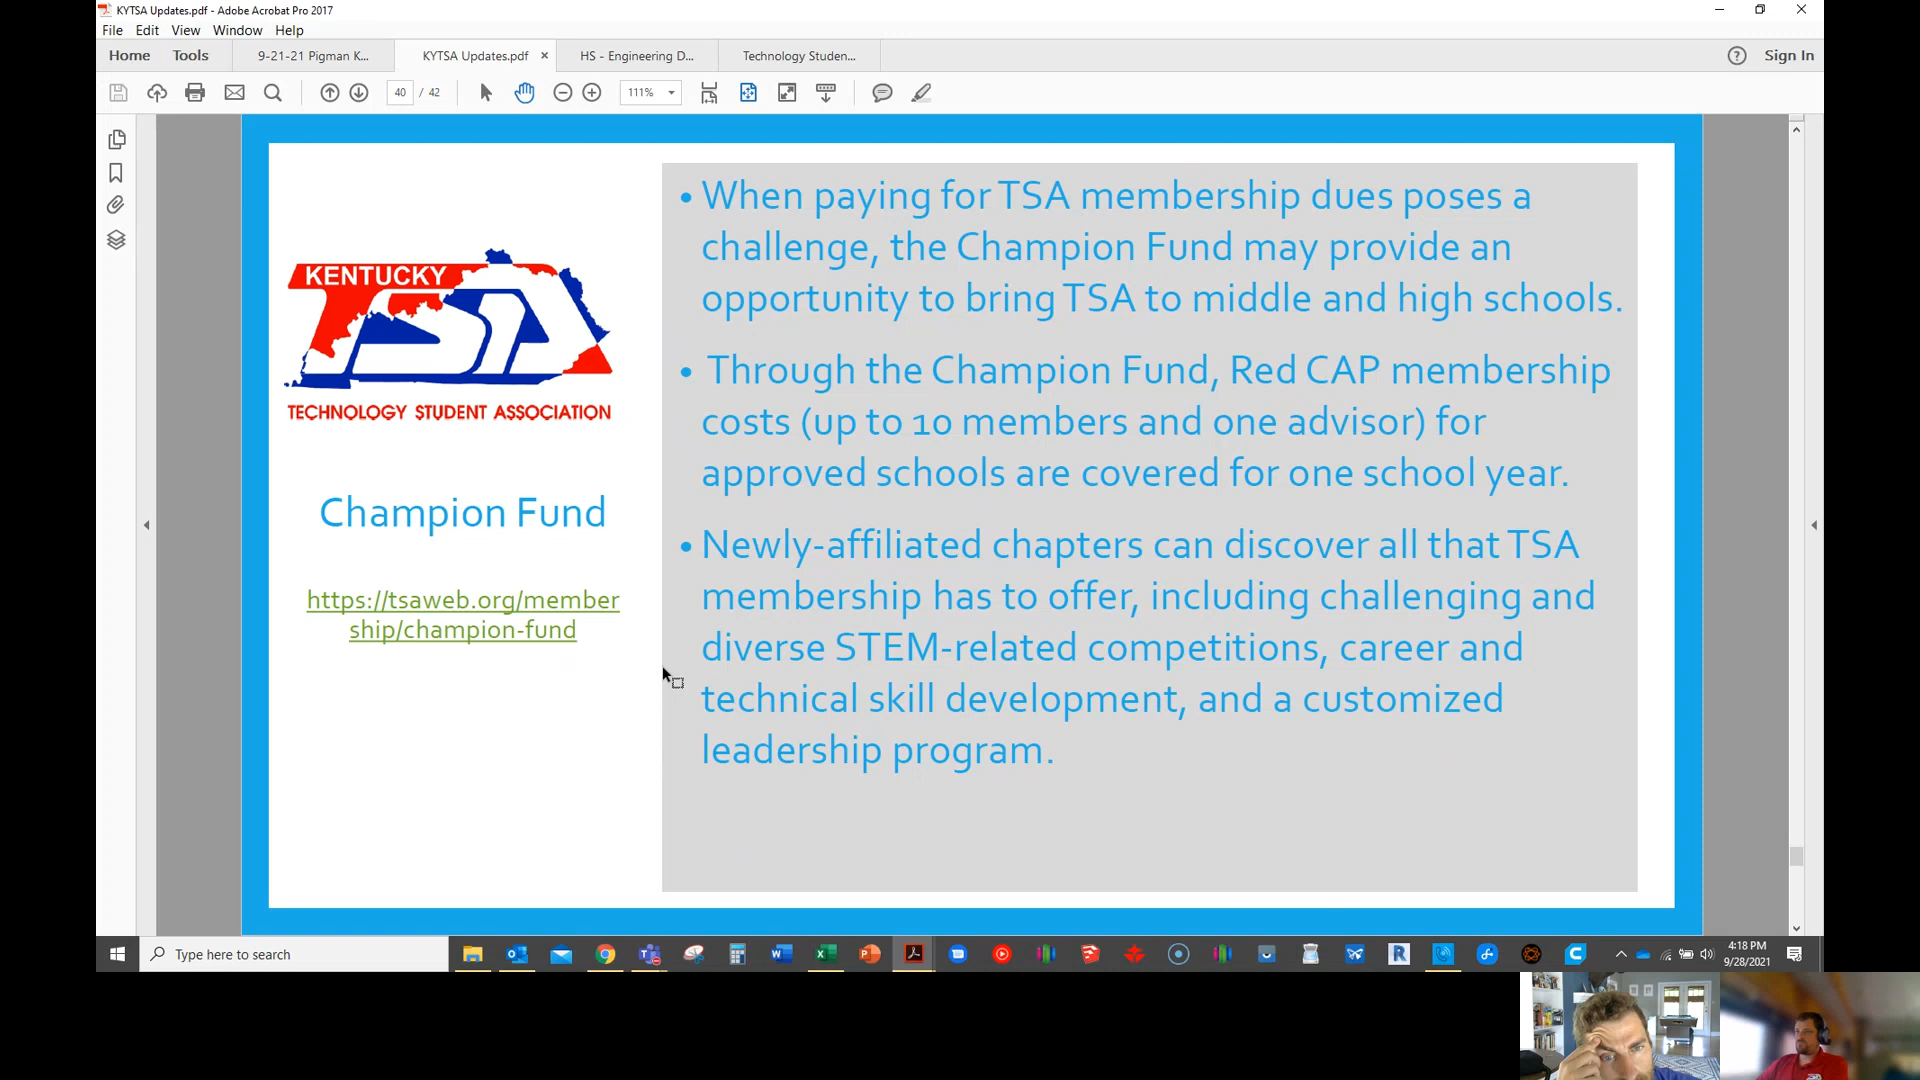 KYTSA Updates.pdf - Adobe Acrobat Pro 2017
File Edit View Window Help
Home Tools 9-21-21 Pigman K... KYTSA Updates.pdf × HS - Engineering D... Technology Studen... Sign In
40 / 42 111%
KENTUCKY
TSA
TECHNOLOGY STUDENT ASSOCIATION
Champion Fund
https://tsaweb.org/member
ship/champion-fund
• When paying for TSA membership dues poses a
challenge, the Champion Fund may provide an
opportunity to bring TSA to middle and high schools.
• Through the Champion Fund, Red CAP membership
costs (up to 10 members and one advisor) for
approved schools are covered for one school year.
• Newly-affiliated chapters can discover all that TSA
membership has to offer, including challenging and
diverse STEM-related competitions, career and
technical skill development, and a customized
leadership program.
Type here to search
4:18 PM
9/28/2021